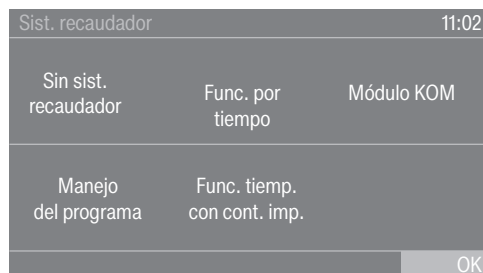 Sist. recaudador 11:02
Sin sist.
recaudador
Func. por
tiempo
Módulo KOM
Manejo
del programa
Func. tiemp.
con cont. imp.
OK